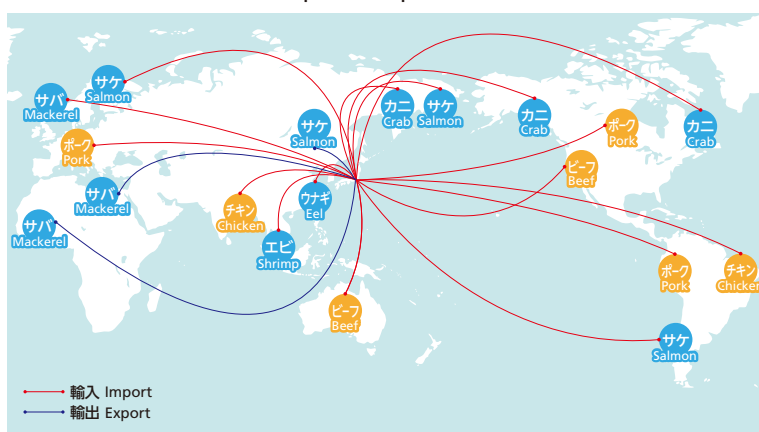 サケ
Salmon
サバ
Mackerel
ポーク
Pork
サバ
Mackerel
サバ
Mackerel
サケ
Salmon
カニ
Crab
サケ
Salmon
カニ
Crab
ポーク
Pork
カニ
Crab
ビーフ
Beef
チキン
Chicken
ウナギ
Eel
エビ
Shrimp
ビーフ
Beef
ポーク
Pork
チキン
Chicken
サケ
Salmon
輸入 Import
輸出 Export